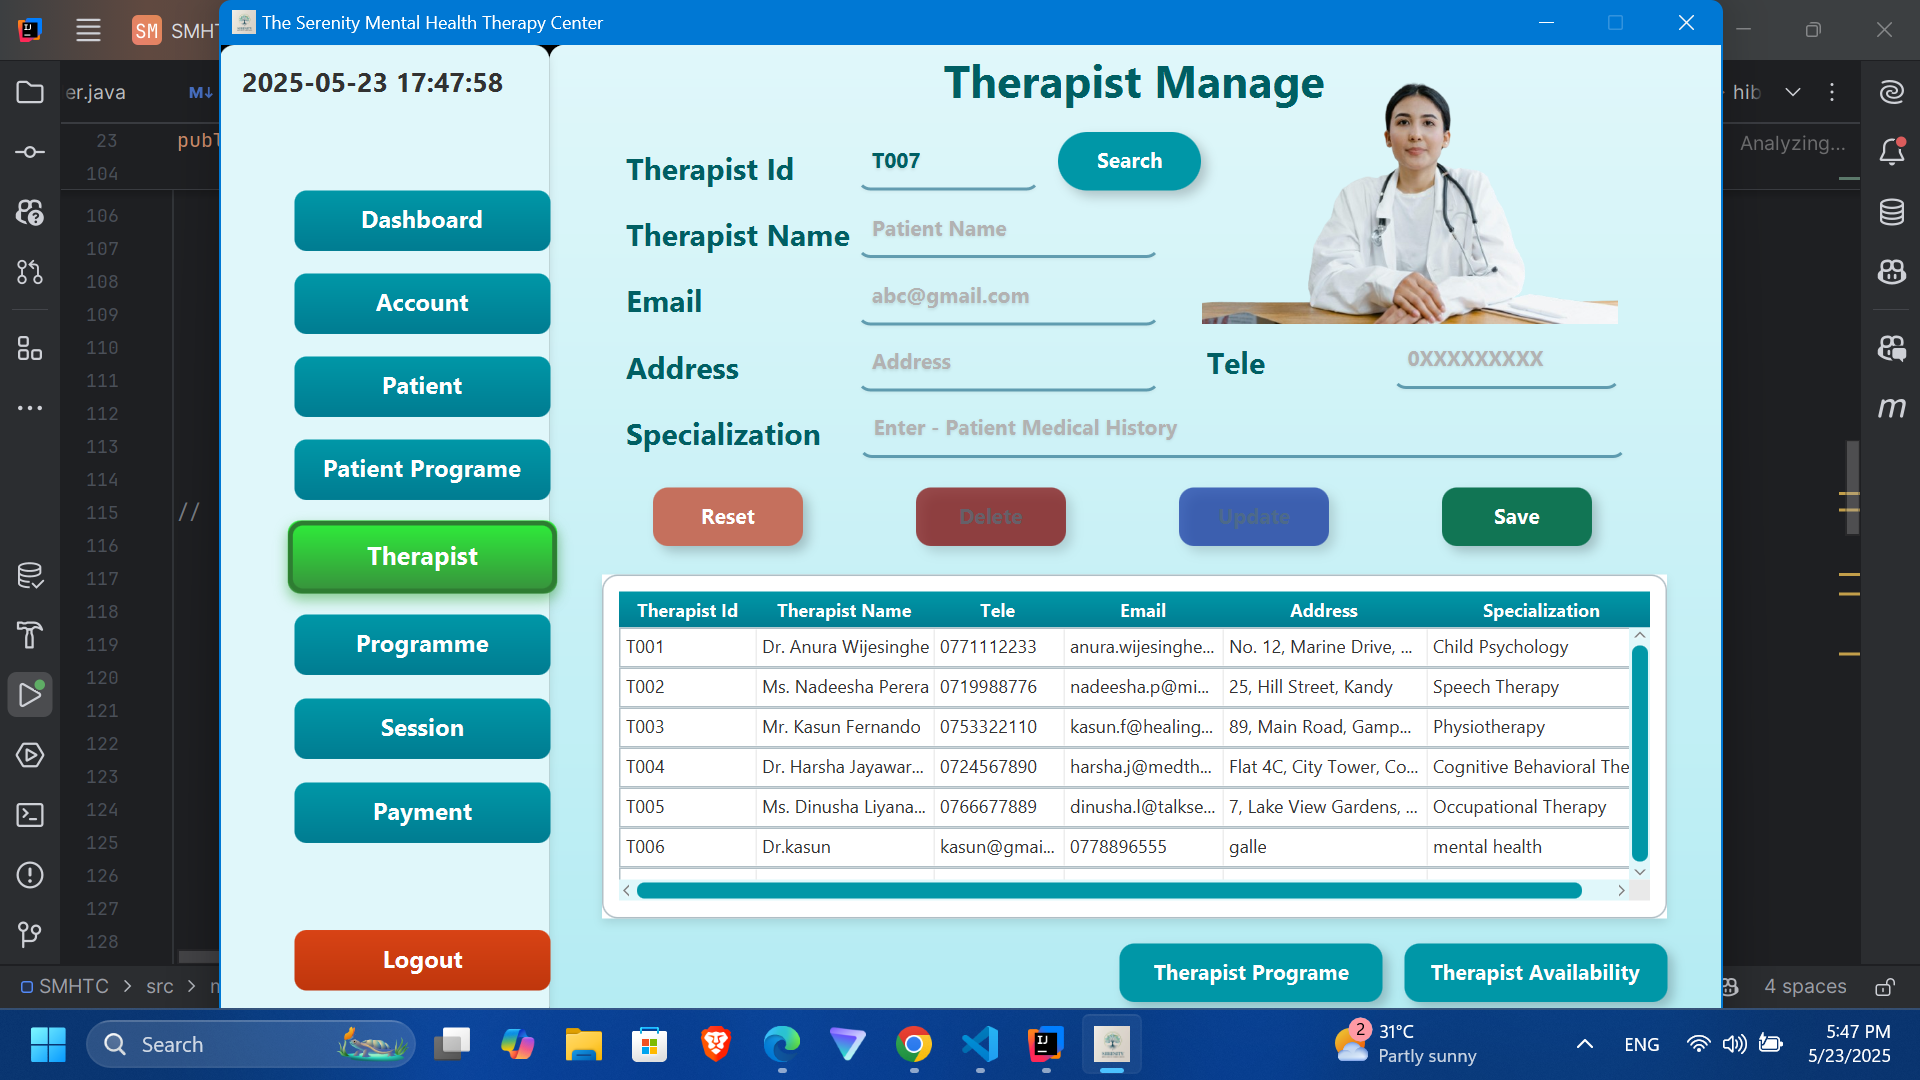 SM SMHT
The Serenity Mental Health Therapy Center
er.java
M↓
hib
Analyzing...
23 publ
104
106
107
108
109
110
111
112
113
114
115 //
116
117
118
119
120
121
122
123
124
125
126
127
128
2025-05-23 17:47:58
Dashboard
Account
Patient
Patient Programe
Therapist
Programme
Session
Payment
Logout
Therapist Manage
Therapist Id T007 Search
Therapist Name Patient Name
Email abc@gmail.com
Address Address Tele 0XXXXXXXXX
Specialization Enter - Patient Medical History
Reset Delete Update Save
Therapist Id Therapist Name Tele Email Address Specialization
T001 Dr. Anura Wijesinghe 0771112233 anura.wijesinghe... No. 12, Marine Drive, ... Child Psychology
T002 Ms. Nadeesha Perera 0719988776 nadeesha.p@mi... 25, Hill Street, Kandy Speech Therapy
T003 Mr. Kasun Fernando 0753322110 kasun.f@healing... 89, Main Road, Gamp... Physiotherapy
T004 Dr. Harsha Jayawar... 0724567890 harsha.j@medth... Flat 4C, City Tower, Co... Cognitive Behavioral The
T005 Ms. Dinusha Liyana... 0766677889 dinusha.l@talkse... 7, Lake View Gardens, ... Occupational Therapy
T006 Dr.kasun kasun@gmai... 0778896555 galle mental health
Therapist Programe Therapist Availability
SMHTC > src > m
4 spaces
Search
2 31°C
Partly sunny
ENG
5:47 PM
5/23/2025